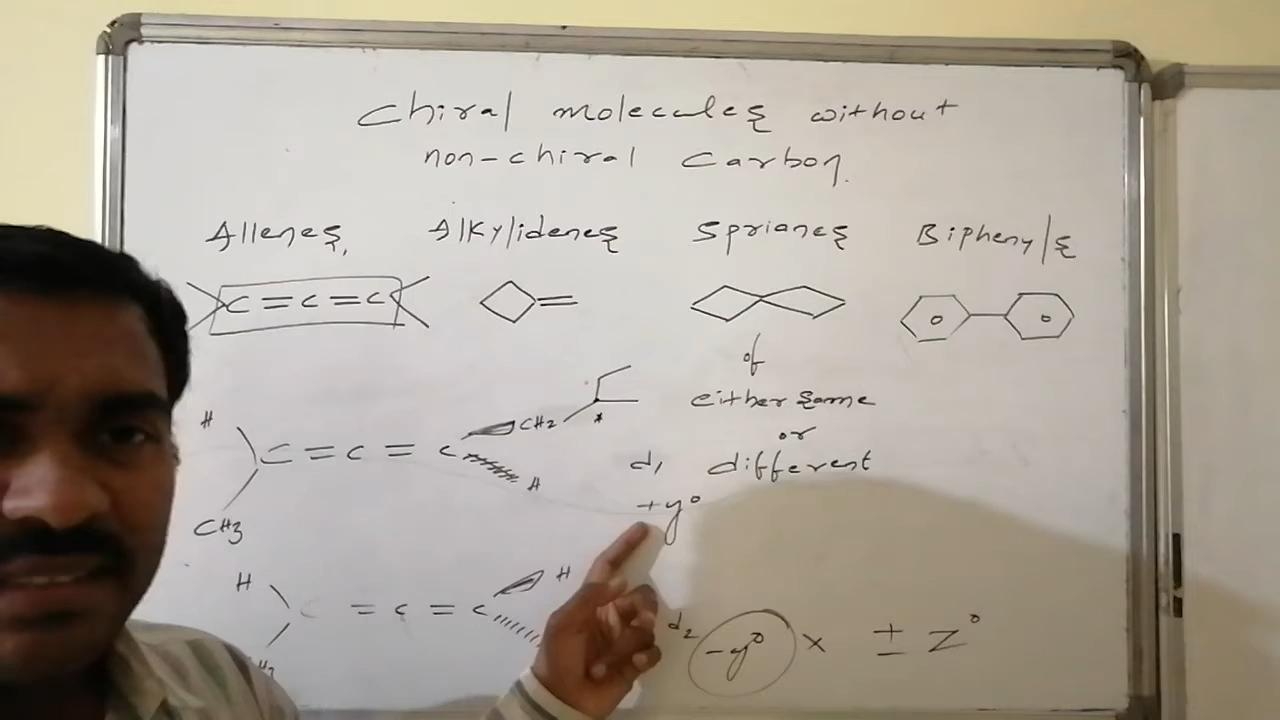 Chiral molecules without
non-chiral Carbon.
Allenes, Alkylidenes Sprianes Biphenyls
C = C = C
of
either same
or
different
H
C = C = C
CH2
*
H
CH3
d1
+y°
H
C = C = C
H
d2
-y° × ± z°